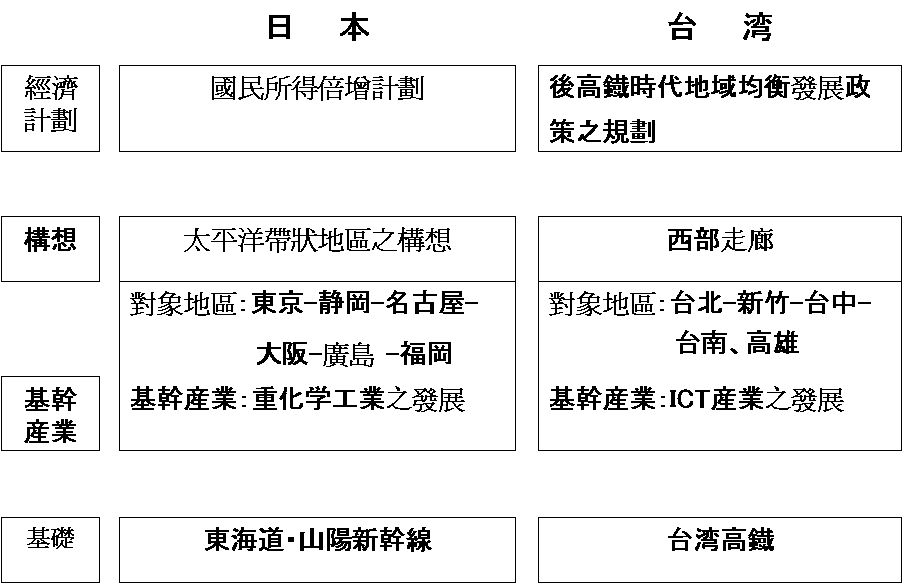 日　本　台　湾
經濟
計劃
國民所得倍增計劃
後高鐵時代地域均衡發展政
策之規劃
構想
太平洋帶狀地區之構想
西部走廊
對象地區：東京-静岡-名古屋-
大阪-廣島 -福岡
對象地區：台北-新竹-台中-
台南、高雄
基幹
産業
基幹産業：重化学工業之發展
基幹産業：ICT産業之發展
基礎
東海道・山陽新幹線
台湾高鐵